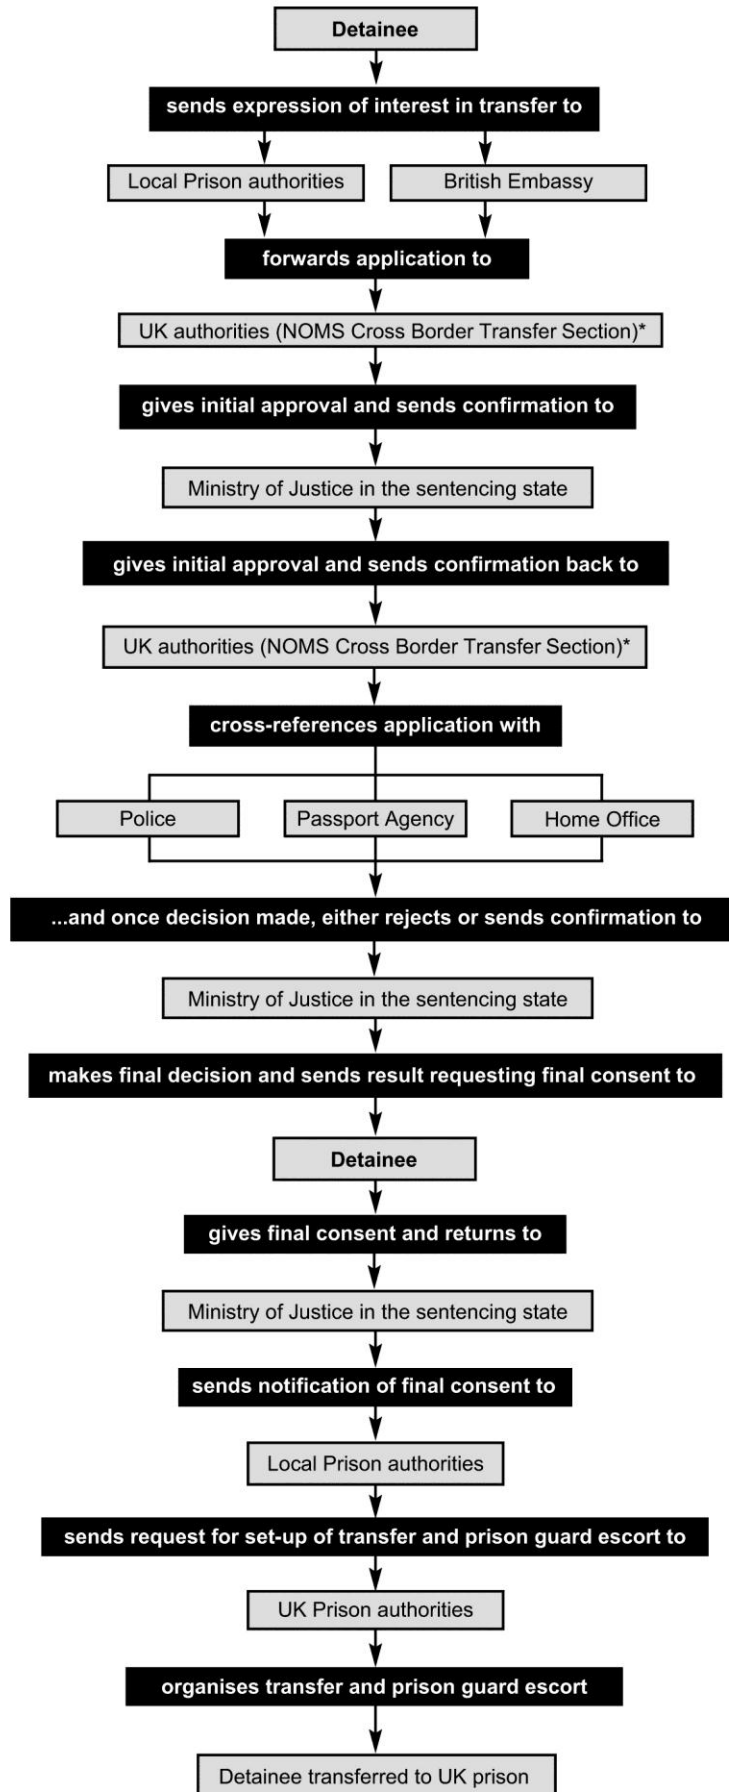 Detainee
sends expression of interest in transfer to
Local Prison authorities
British Embassy
forwards application to
UK authorities (NOMS Cross Border Transfer Section)*
gives initial approval and sends confirmation to
Ministry of Justice in the sentencing state
gives initial approval and sends confirmation back to
UK authorities (NOMS Cross Border Transfer Section)*
cross-references application with
Police
Passport Agency
Home Office
...and once decision made, either rejects or sends confirmation to
Ministry of Justice in the sentencing state
makes final decision and sends result requesting final consent to
Detainee
gives final consent and returns to
Ministry of Justice in the sentencing state
sends notification of final consent to
Local Prison authorities
sends request for set-up of transfer and prison guard escort to
UK Prison authorities
organises transfer and prison guard escort
Detainee transferred to UK prison